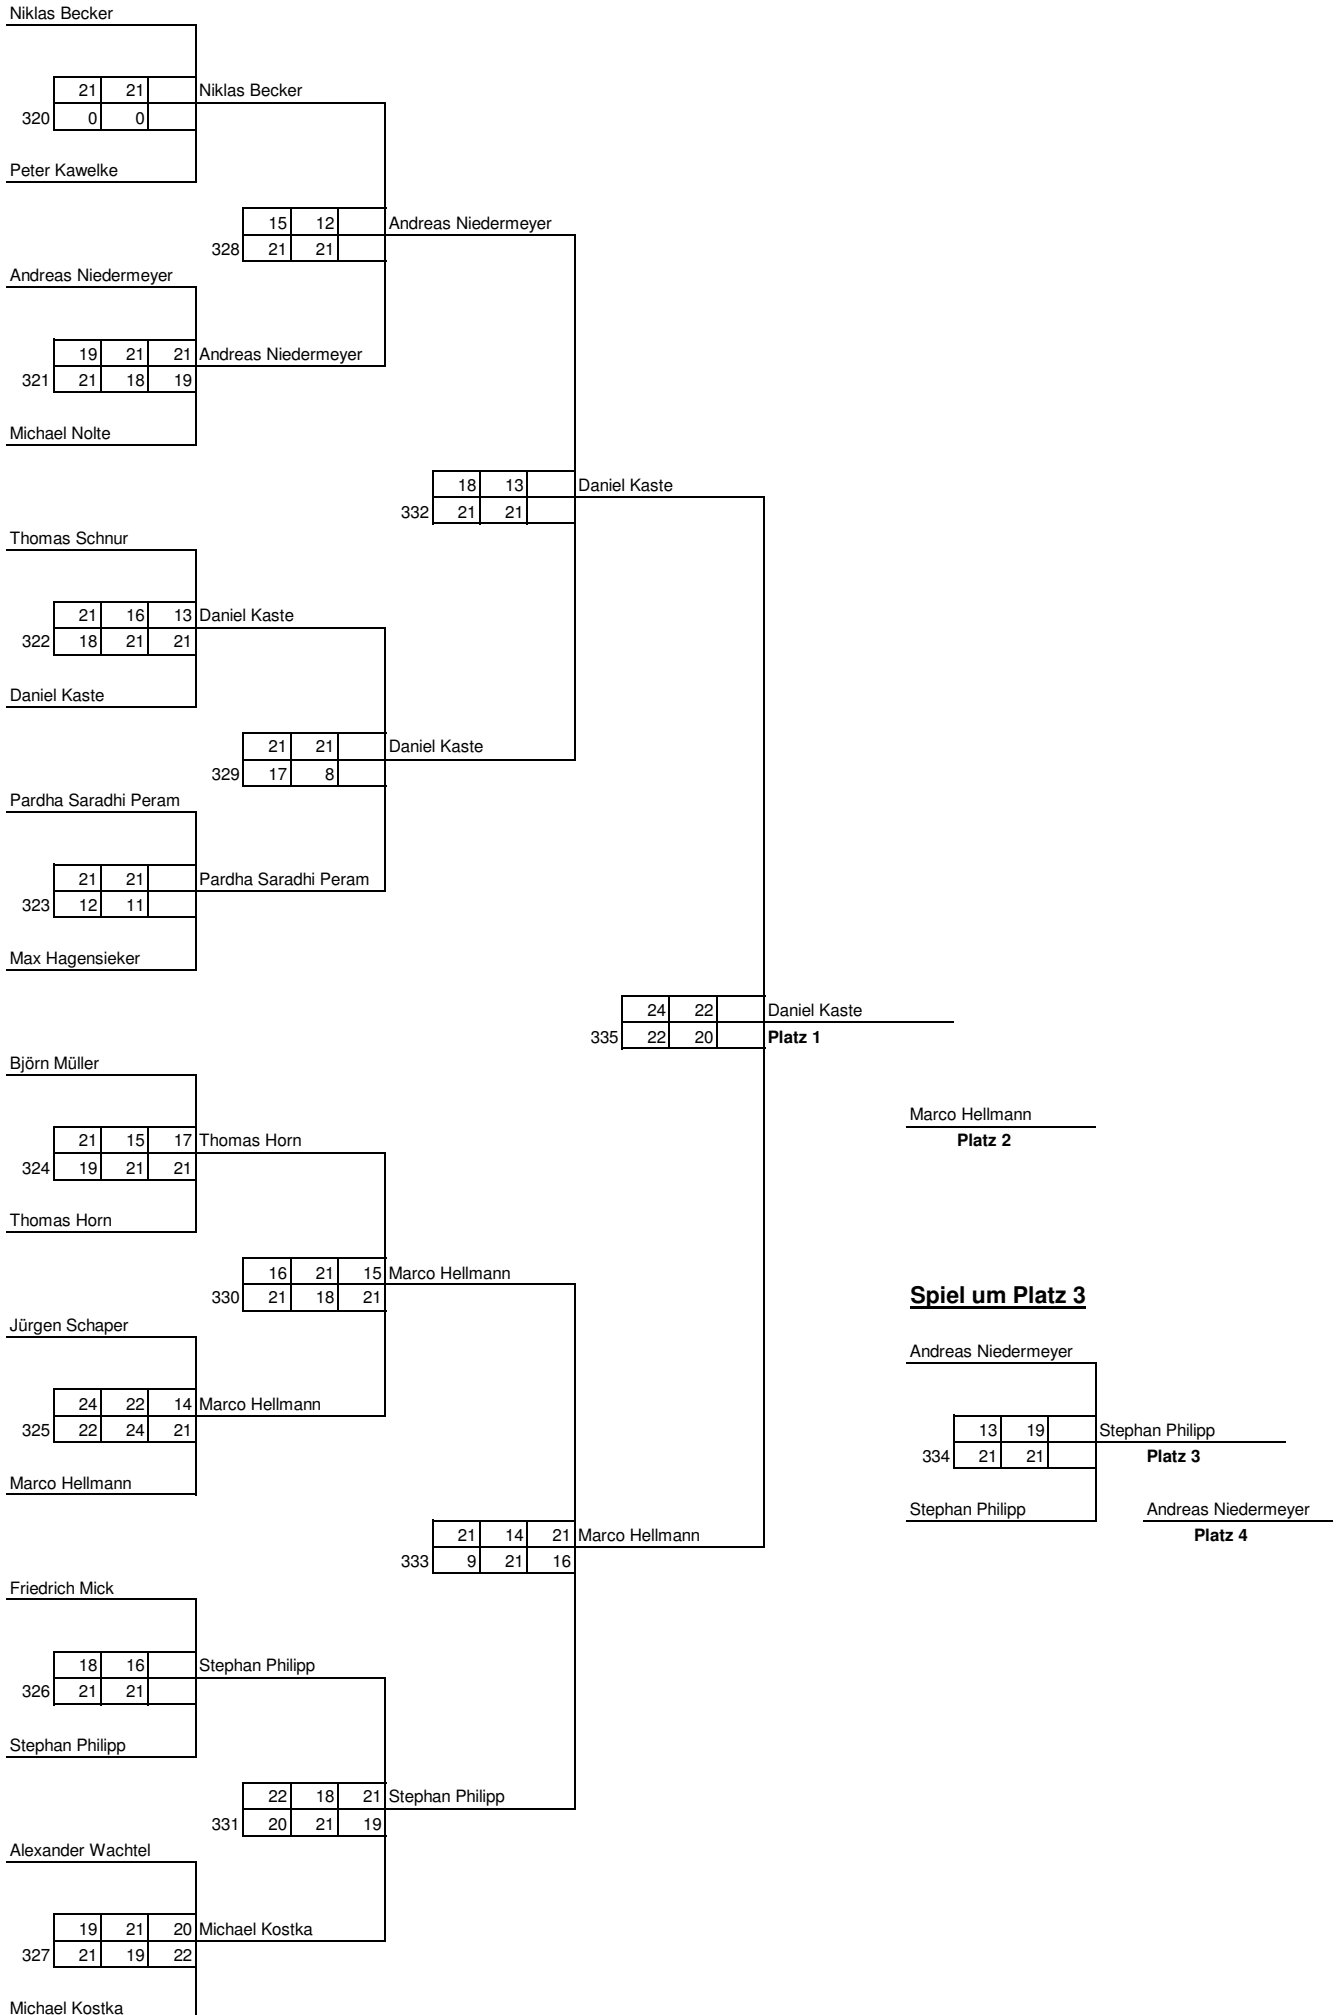 Niklas Becker
21 21 Niklas Becker
320 0 0
Peter Kawelke
15 12 Andreas Niedermeyer
328 21 21
Andreas Niedermeyer
19 21 21 Andreas Niedermeyer
321 21 18 19
Michael Nolte
18 13 Daniel Kaste
332 21 21
Thomas Schnur
21 16 13 Daniel Kaste
322 18 21 21
Daniel Kaste
21 21 Daniel Kaste
329 17 8
Pardha Saradhi Peram
21 21 Pardha Saradhi Peram
323 12 11
Max Hagensieker
24 22 Daniel Kaste
335 22 20 Platz 1
Björn Müller
Marco Hellmann
21 15 17 Thomas Horn Platz 2
324 19 21 21
Thomas Horn
16 21 15 Marco Hellmann
330 21 18 21 Spiel um Platz 3
Jürgen Schaper
Andreas Niedermeyer
24 22 14 Marco Hellmann
325 22 24 21
13 19 Stephan Philipp
334 21 21 Platz 3
Marco Hellmann
Stephan Philipp Andreas Niedermeyer
21 14 21 Marco Hellmann Platz 4
333 9 21 16
Friedrich Mick
18 16 Stephan Philipp
326 21 21
Stephan Philipp
22 18 21 Stephan Philipp
331 20 21 19
Alexander Wachtel
19 21 20 Michael Kostka
327 21 19 22
Michael Kostka